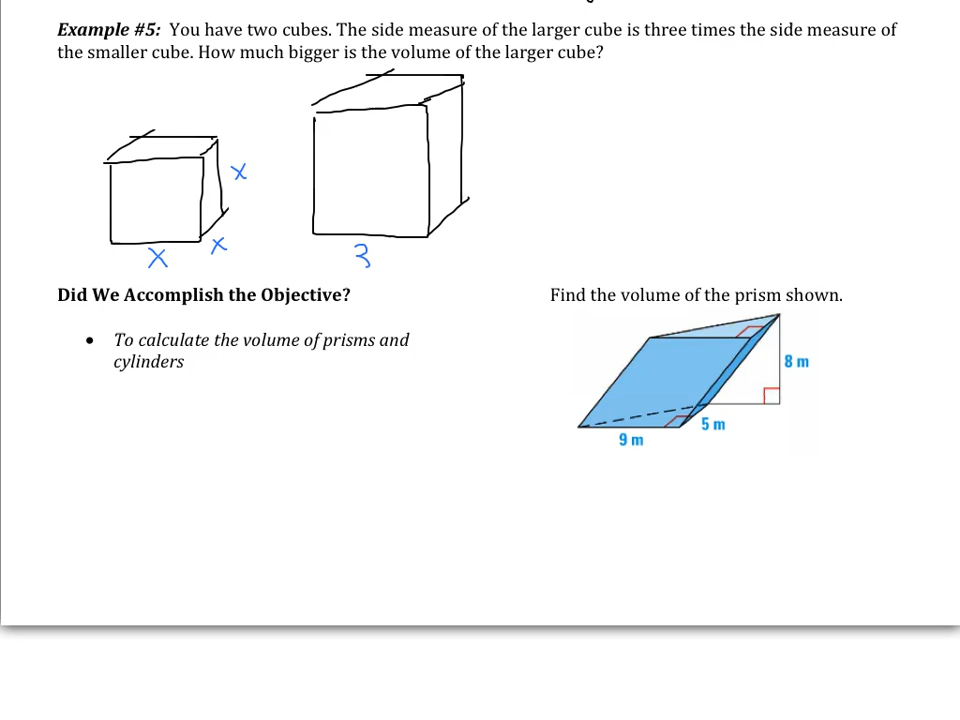 Example #5: You have two cubes. The side measure of the larger cube is three times the side measure of
the smaller cube. How much bigger is the volume of the larger cube?
x
x
x
3
Did We Accomplish the Objective?
• To calculate the volume of prisms and
cylinders
Find the volume of the prism shown.
8 m
5 m
9 m